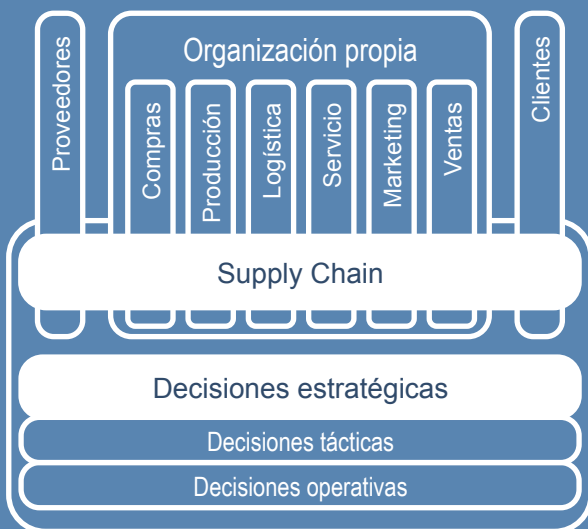 Proveedores
Organización propia
Compras
Producción
Logística
Servicio
Marketing
Ventas
Clientes
Supply Chain
Decisiones estratégicas
Decisiones tácticas
Decisiones operativas